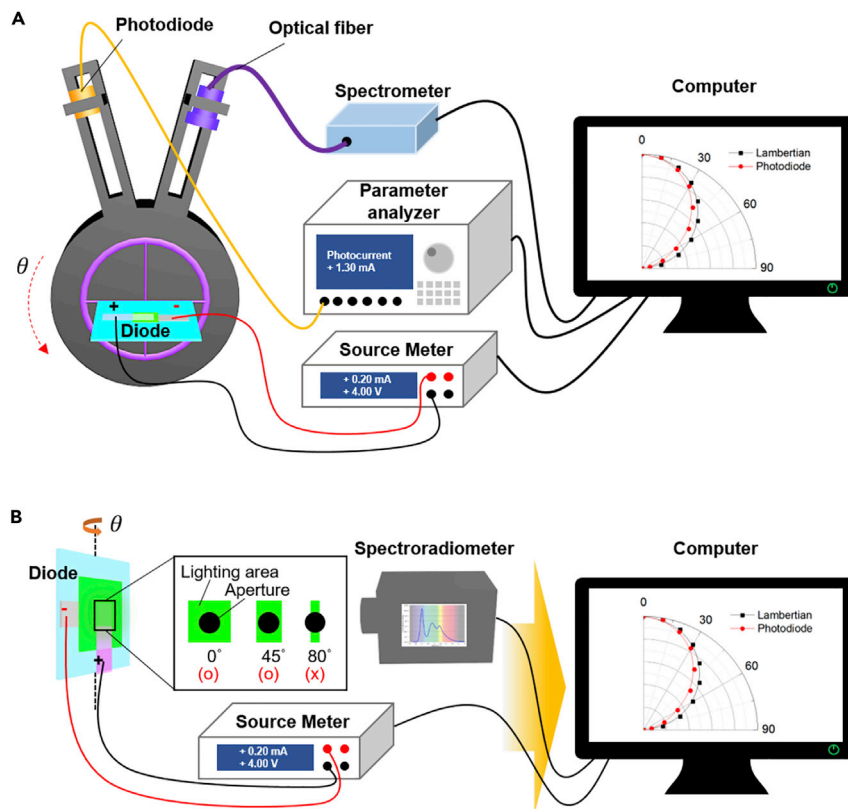 A
Photodiode
Optical fiber
Spectrometer
Computer
Parameter
analyzer
Photocurrent
+ 1.30 mA
θ
+
-
Diode
Source Meter
+ 0.20 mA
+ 4.00 V
0
30
60
90
Lambertian
Photodiode
B
θ
Diode
-
+
Lighting area
Aperture
0°
45°
80°
(o)
(o)
(x)
Spectroradiometer
Computer
Source Meter
+ 0.20 mA
+ 4.00 V
0
30
60
90
Lambertian
Photodiode